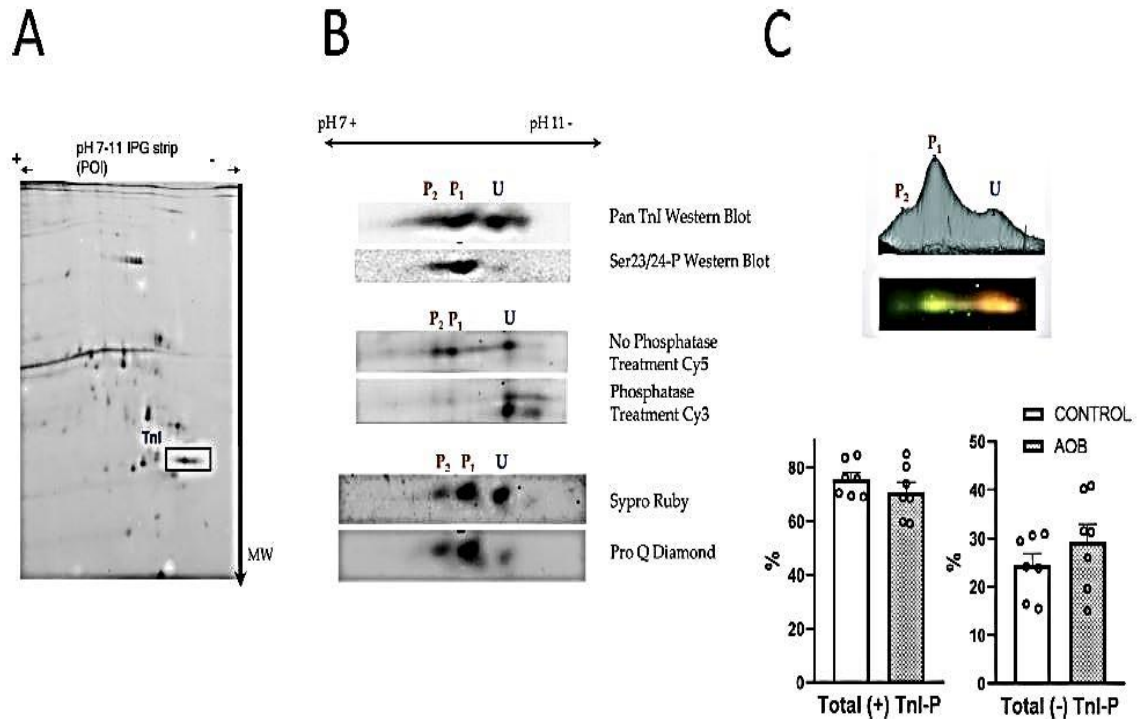 A
pH 7-11 IPG strip
(POI)
+
-
TnI
MW
B
pH 7 +
pH 11 -
P2 P1 U
Pan TnI Western Blot
Ser23/24-P Western Blot
P2 P1 U
No Phosphatase
Treatment Cy5
Phosphatase
Treatment Cy3
P2 P1 U
Sypro Ruby
Pro Q Diamond
C
P1
P2
U
CONTROL
AOB
80
60
40
20
0
%
Total (+) TnI-P
50
40
30
20
10
0
%
Total (-) TnI-P